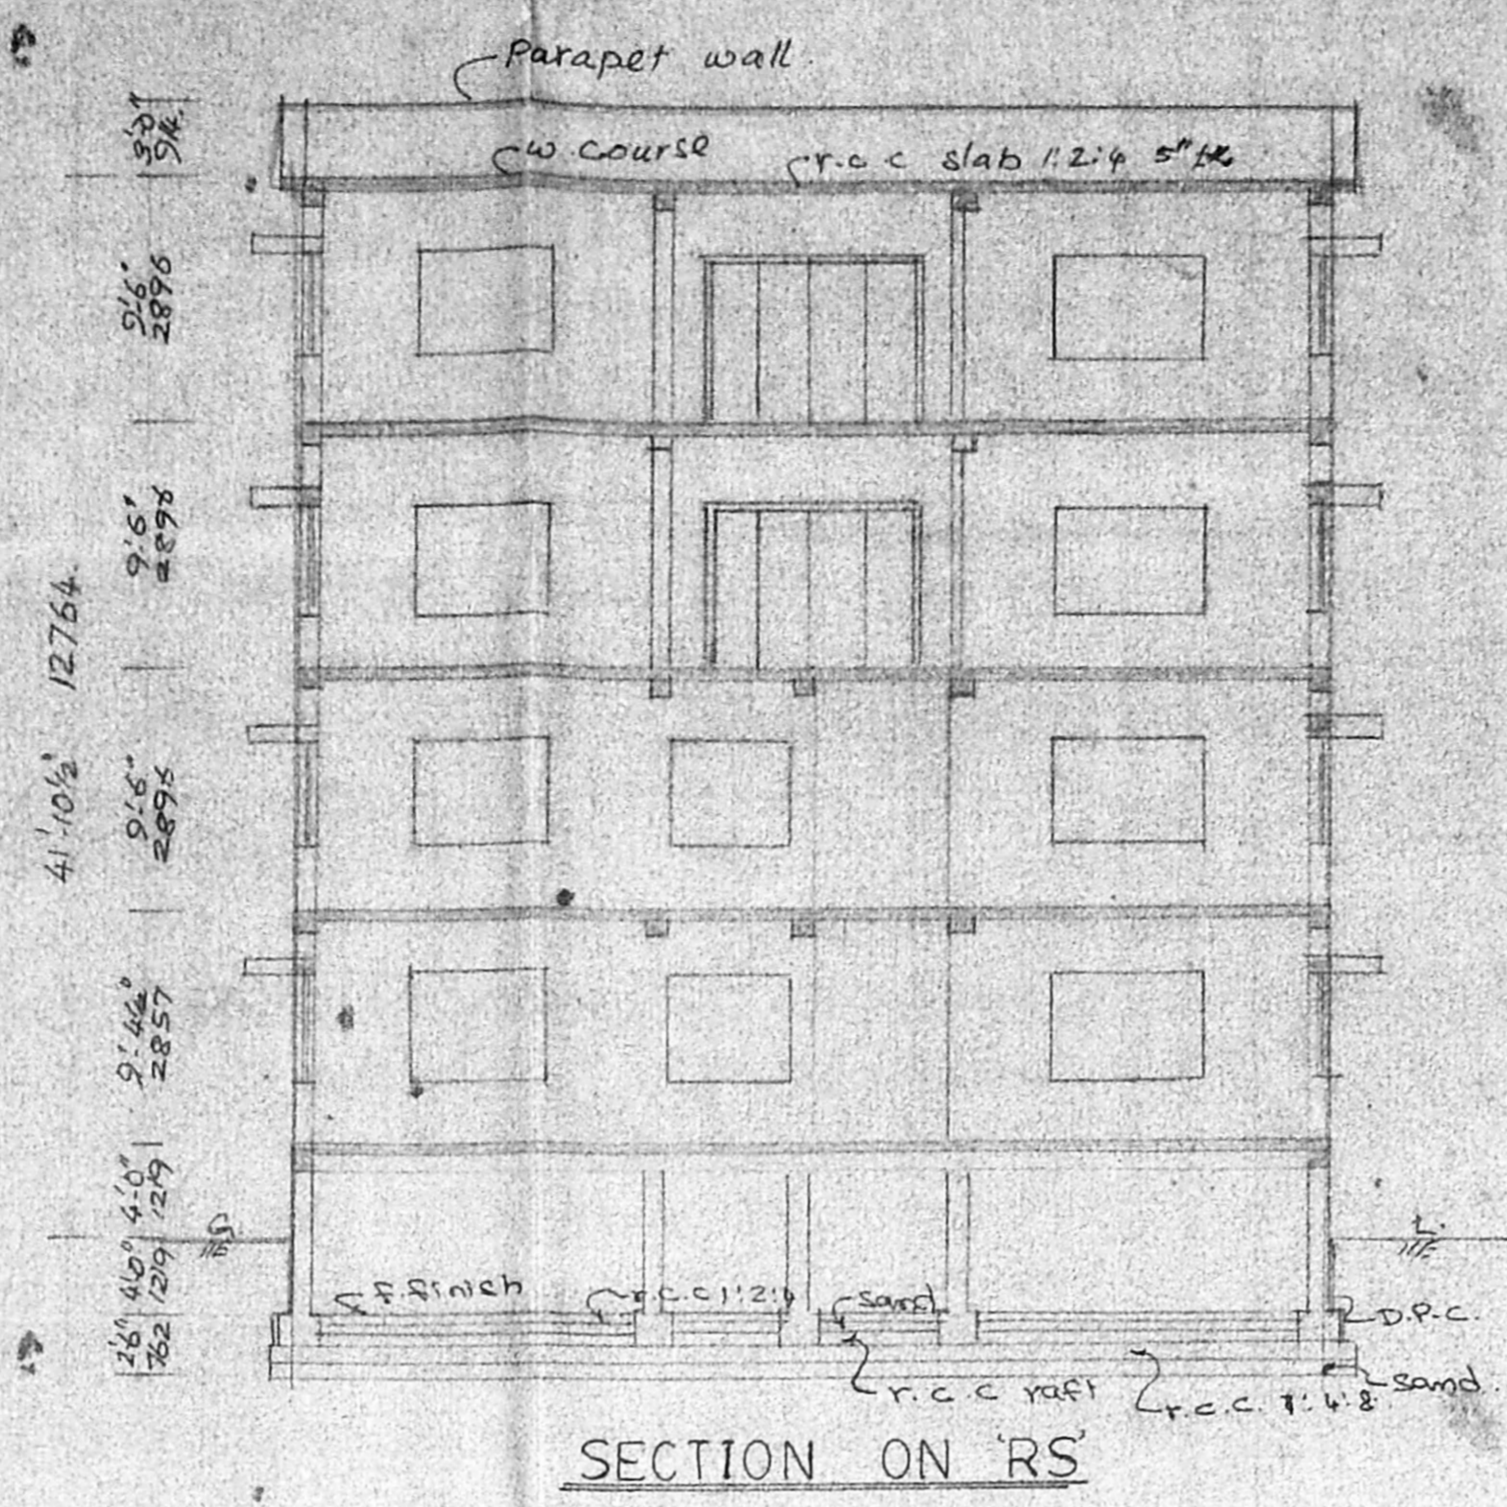 Parapet wall.
w. course
r.c.c slab 1:2:4 5" tk
3'-0"
914.
9'-6"
2896
9'-6"
2896
9'-6"
2896
9'-4½"
2857
4'-0"
1219
4'-0"
1219
2'-6"
762
41'-10½" 12764.
G.
L.
f. finich
r.c.c 1:2:4
sand
D.P.C.
r.c.c raft
r.c.c. 1:4:8
sand.
SECTION ON 'RS'